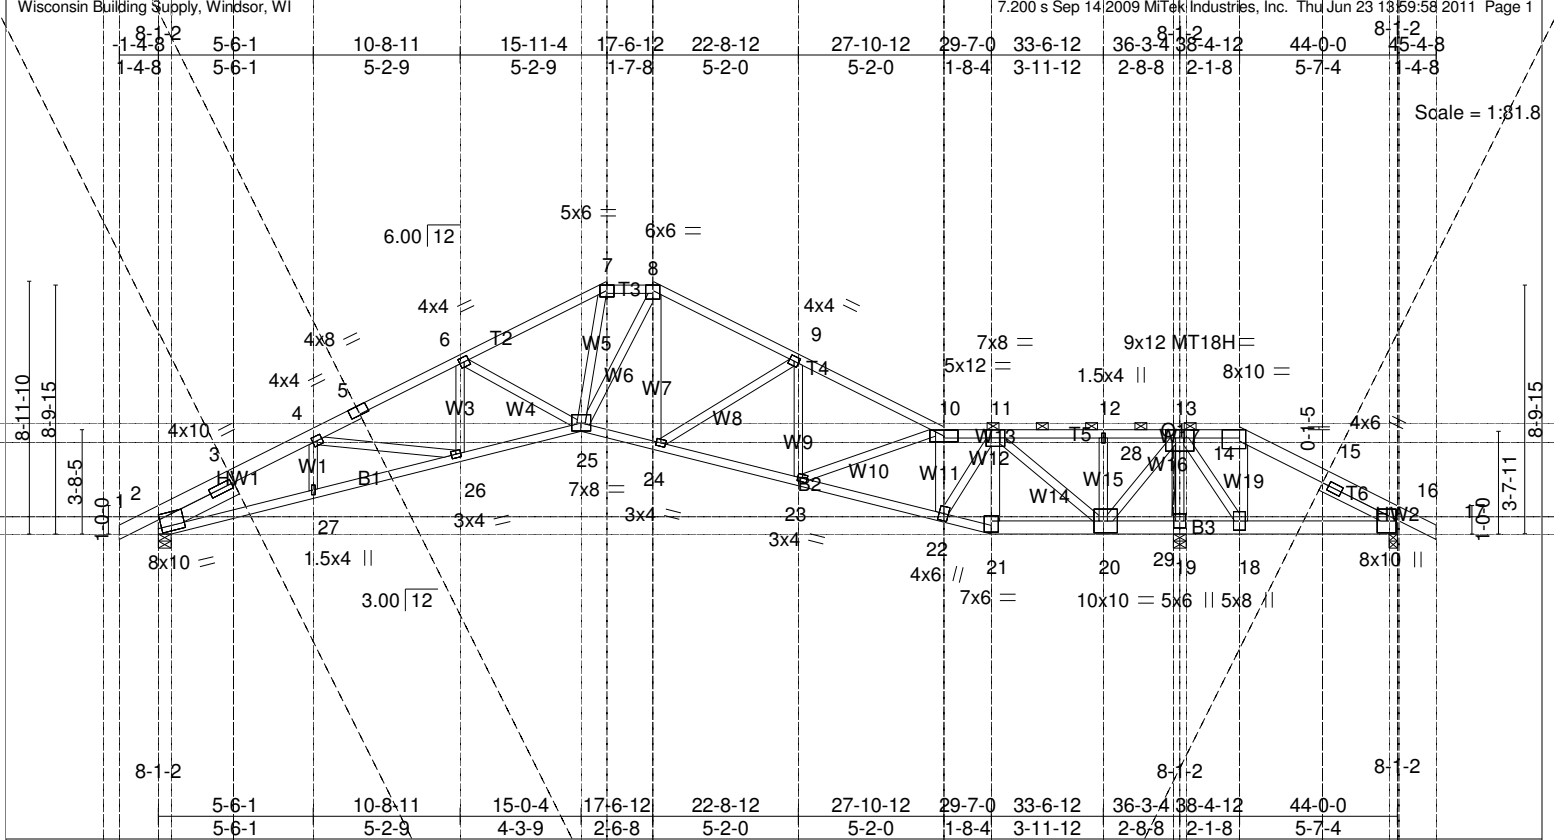 Wisconsin Building Supply, Windsor, WI
7.200 s Sep 14 2009 MiTek Industries, Inc. Thu Jun 23 13:59:58 2011 Page 1
8-1-2 8-1-2 8-1-2
-1-4-8 5-6-1 10-8-11 15-11-4 17-6-12 22-8-12 27-10-12 29-7-0 33-6-12 36-3-4 38-4-12 44-0-0 45-4-8
1-4-8 5-6-1 5-2-9 5-2-9 1-7-8 5-2-0 5-2-0 1-8-4 3-11-12 2-8-8 2-1-8 5-7-4 1-4-8
Scale = 1:81.8
5x6 =
6.00 12 6x6 =
7 8
T3
4x4 4x4
4x8 6 T2 W5 9
7x8 = 9x12 MT18H=
T4 5x12 = 1.5x4 || 8x10 =
4x4 5 W6 W7
8-11-10 8-9-15 8-9-15
4 W3 W4 W8 10 11 12 13 0-1-5 4x6
4x10 W13 T5 W17
3 W9 28 14 15
W1 25 W10 W12 W16
HW1 B1 24 B2 W11 W14 W15 W19 T6 16
3-8-5 26 7x8 = 3-7-11
1-0-0 1 2 3x4 3x4 23 HW2 17 1-0-0
27 3x4 B3
8x10 = 1.5x4 || 22 21 20 29 19 18 8x10 ||
4x6 //
3.00 12 7x6 = 10x10 = 5x6 || 5x8 ||
8-1-2 8-1-2 8-1-2
5-6-1 10-8-11 15-0-4 17-6-12 22-8-12 27-10-12 29-7-0 33-6-12 36-3-4 38-4-12 44-0-0
5-6-1 5-2-9 4-3-9 2-6-8 5-2-0 5-2-0 1-8-4 3-11-12 2-8-8 2-1-8 5-7-4